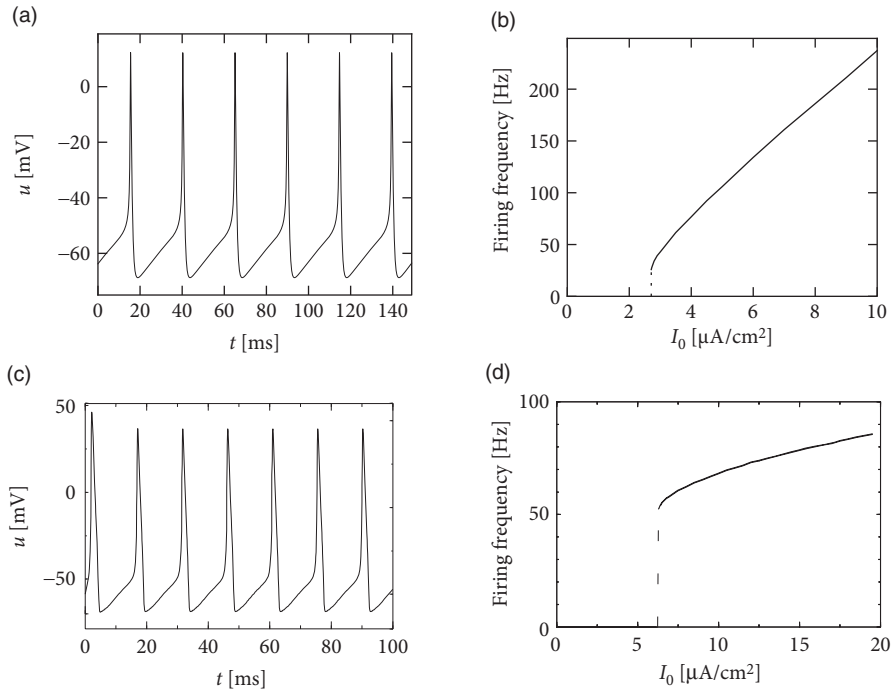 (a)
0
−20
−40
−60
u [mV]
0 20 40 60 80 100 120 140
t [ms]
(b)
200
150
100
50
0
Firing frequency [Hz]
0 2 4 6 8 10
I0 [µA/cm2]
(c)
50
0
−50
u [mV]
0 20 40 60 80 100
t [ms]
(d)
100
50
0
Firing frequency [Hz]
0 5 10 15 20
I0 [µA/cm2]